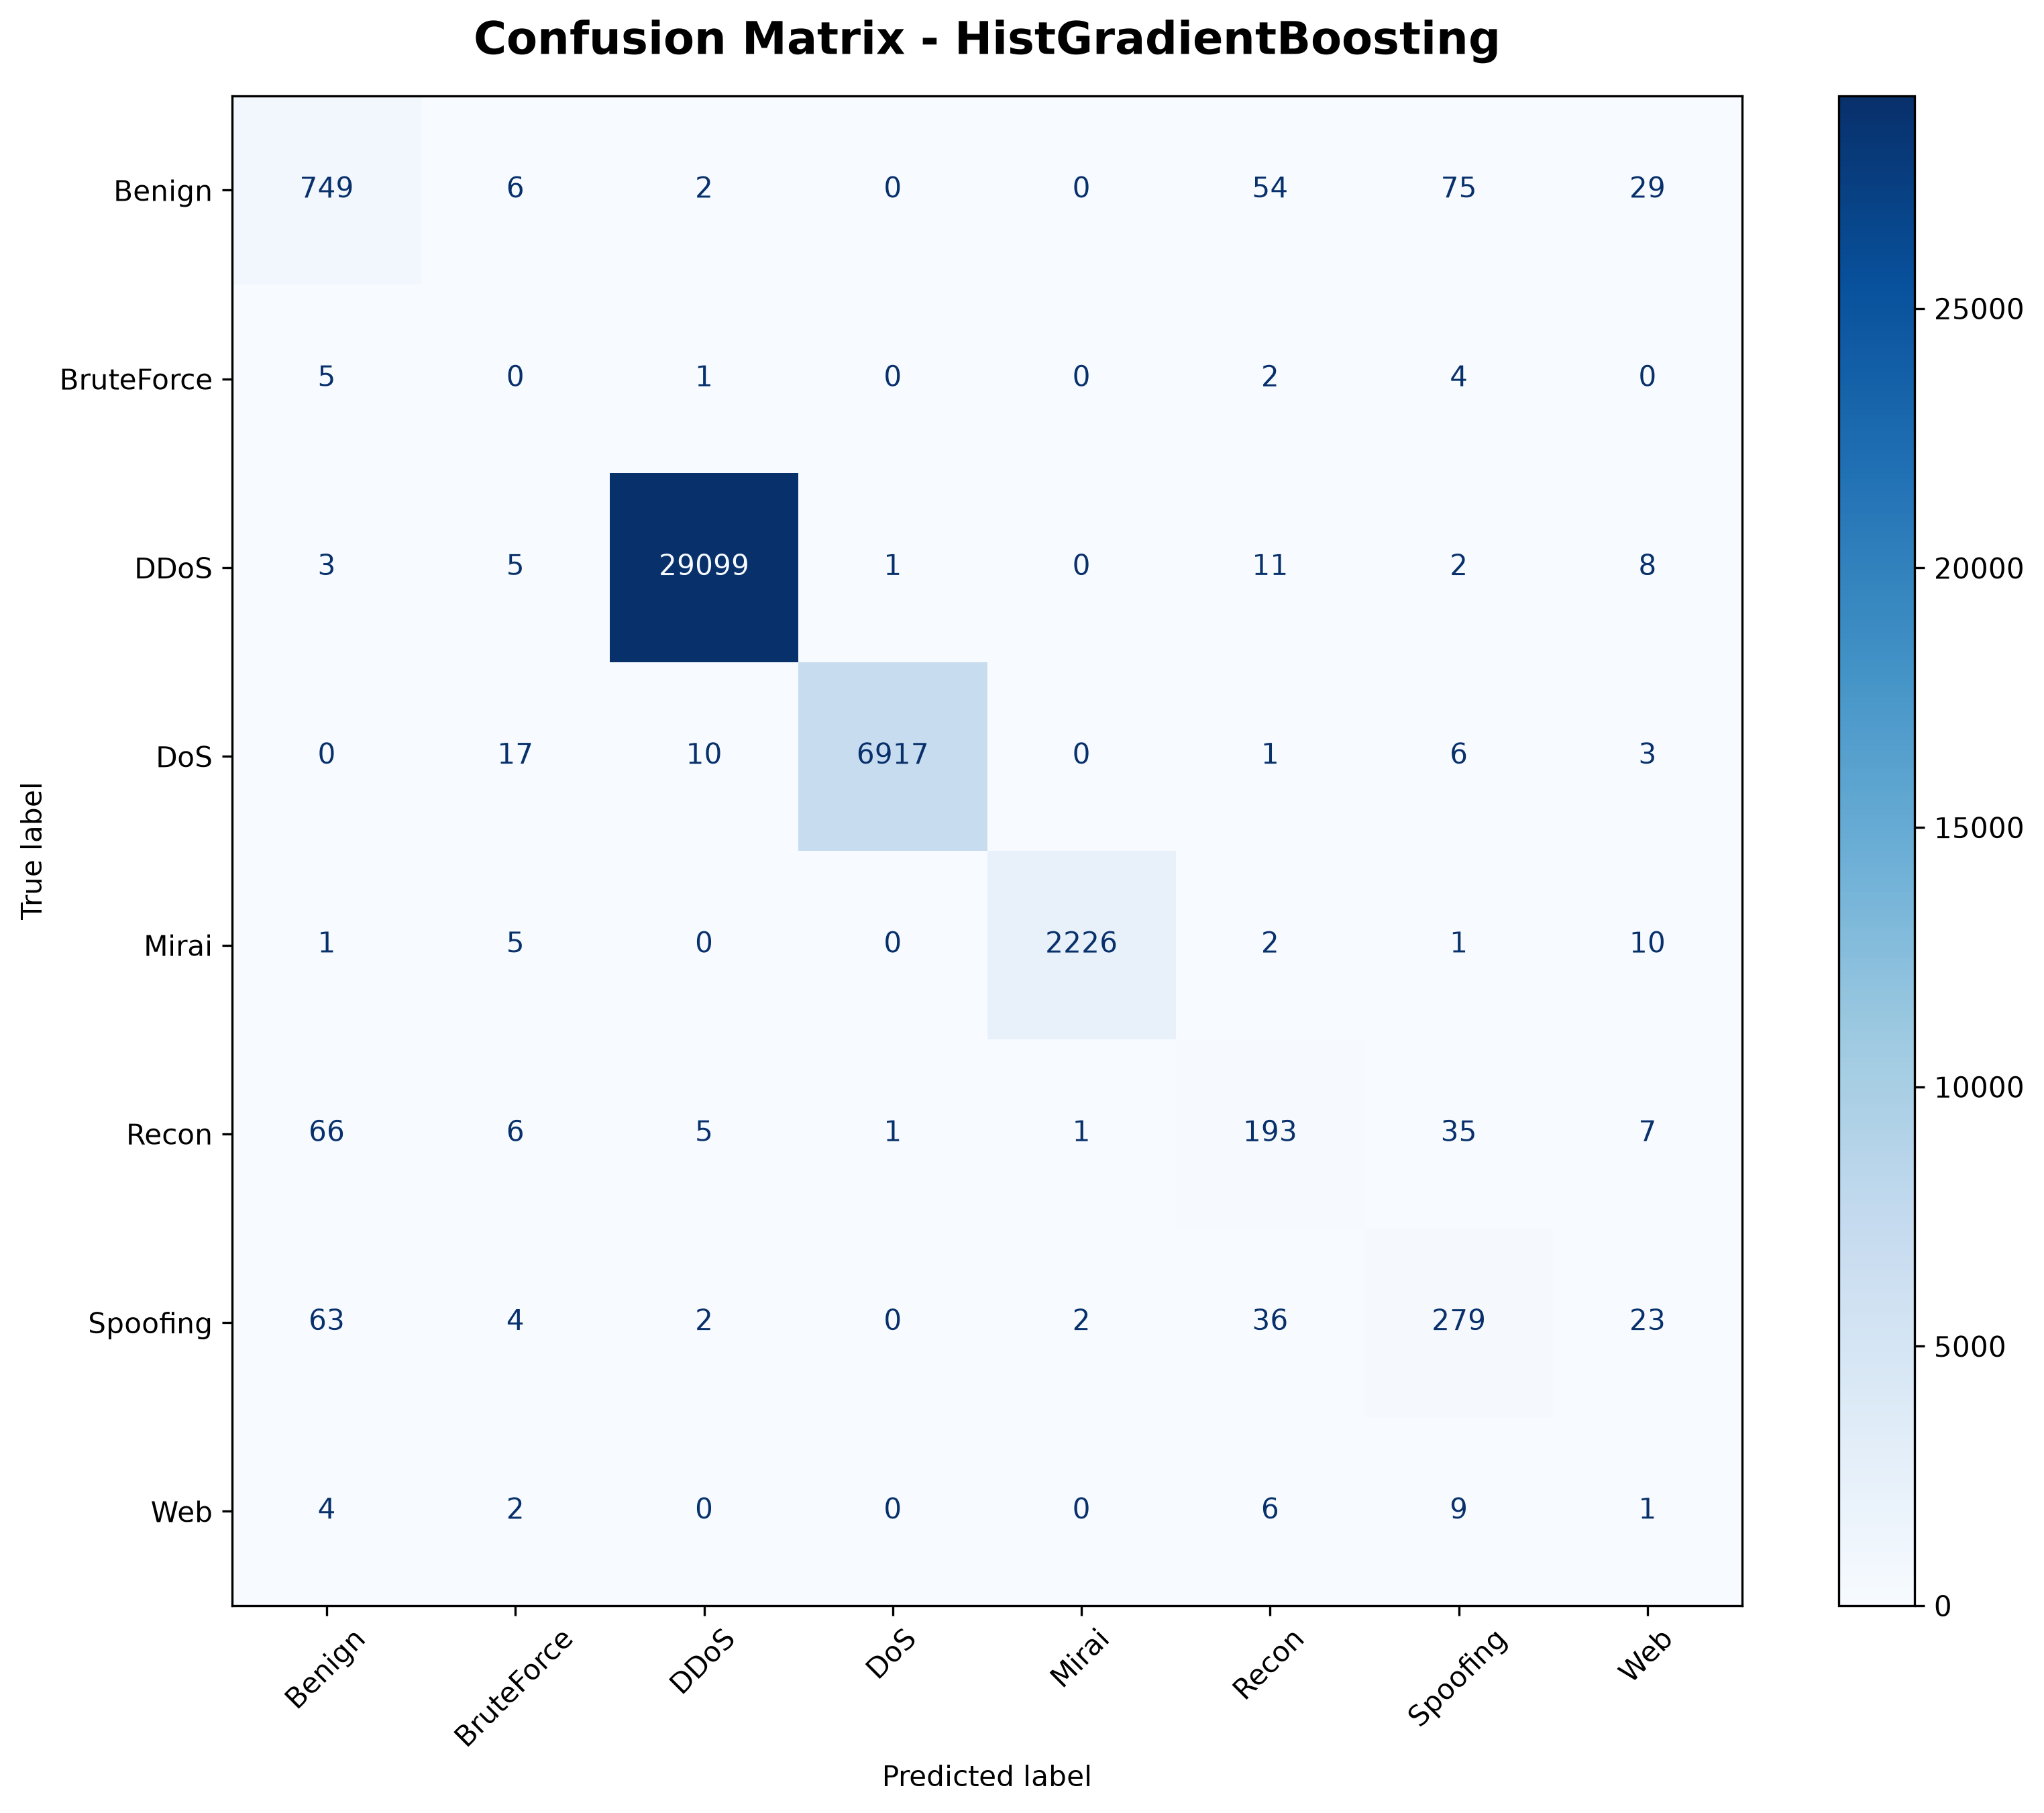 Confusion Matrix - HistGradientBoosting
Benign 749 6 2 0 0 54 75 29
BruteForce 5 0 1 0 0 2 4 0
DDoS 3 5 29099 1 0 11 2 8
DoS 0 17 10 6917 0 1 6 3
Mirai 1 5 0 0 2226 2 1 10
Recon 66 6 5 1 1 193 35 7
Spoofing 63 4 2 0 2 36 279 23
Web 4 2 0 0 0 6 9 1
True label
Benign BruteForce DDoS DoS Mirai Recon Spoofing Web
Predicted label
25000
20000
15000
10000
5000
0